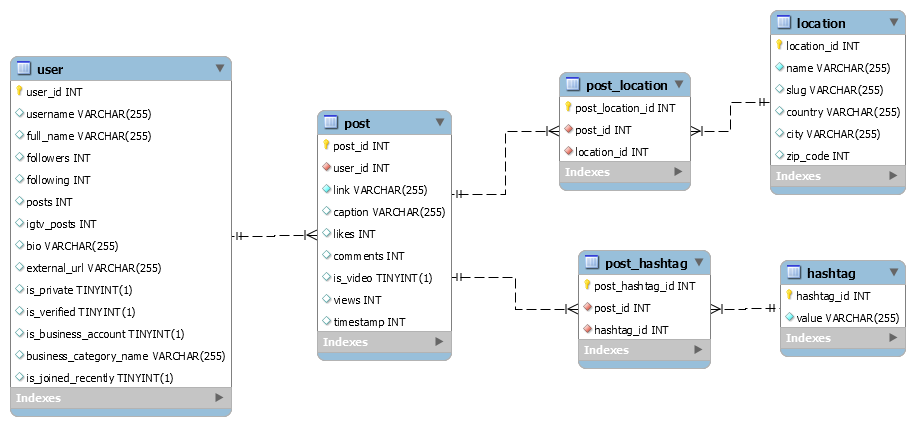 user
user_id INT
username VARCHAR(255)
full_name VARCHAR(255)
followers INT
following INT
posts INT
igtv_posts INT
bio VARCHAR(255)
external_url VARCHAR(255)
is_private TINYINT(1)
is_verified TINYINT(1)
is_business_account TINYINT(1)
business_category_name VARCHAR(255)
is_joined_recently TINYINT(1)
Indexes
post
post_id INT
user_id INT
link VARCHAR(255)
caption VARCHAR(255)
likes INT
comments INT
is_video TINYINT(1)
views INT
timestamp INT
Indexes
post_location
post_location_id INT
post_id INT
location_id INT
Indexes
location
location_id INT
name VARCHAR(255)
slug VARCHAR(255)
country VARCHAR(255)
city VARCHAR(255)
zip_code INT
Indexes
post_hashtag
post_hashtag_id INT
post_id INT
hashtag_id INT
Indexes
hashtag
hashtag_id INT
value VARCHAR(255)
Indexes